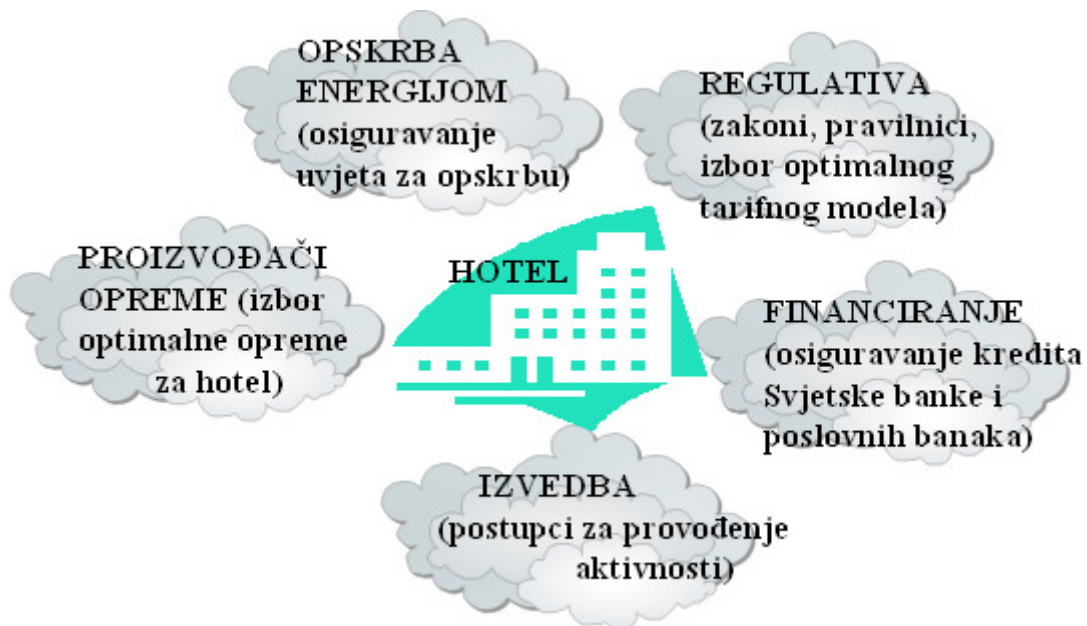 OPSKRBA
ENERGIJOM
(osiguravanje
uvjeta za opskrbu)
REGULATIVA
(zakoni, pravilnici,
izbor optimalnog
tarifnog modela)
PROIZVOĐAČI
OPREME (izbor
optimalne opreme
za hotel)
HOTEL
FINANCIRANJE
(osiguravanje kredita
Svjetske banke i
poslovnih banaka)
IZVEDBA
(postupci za provođenje
aktivnosti)